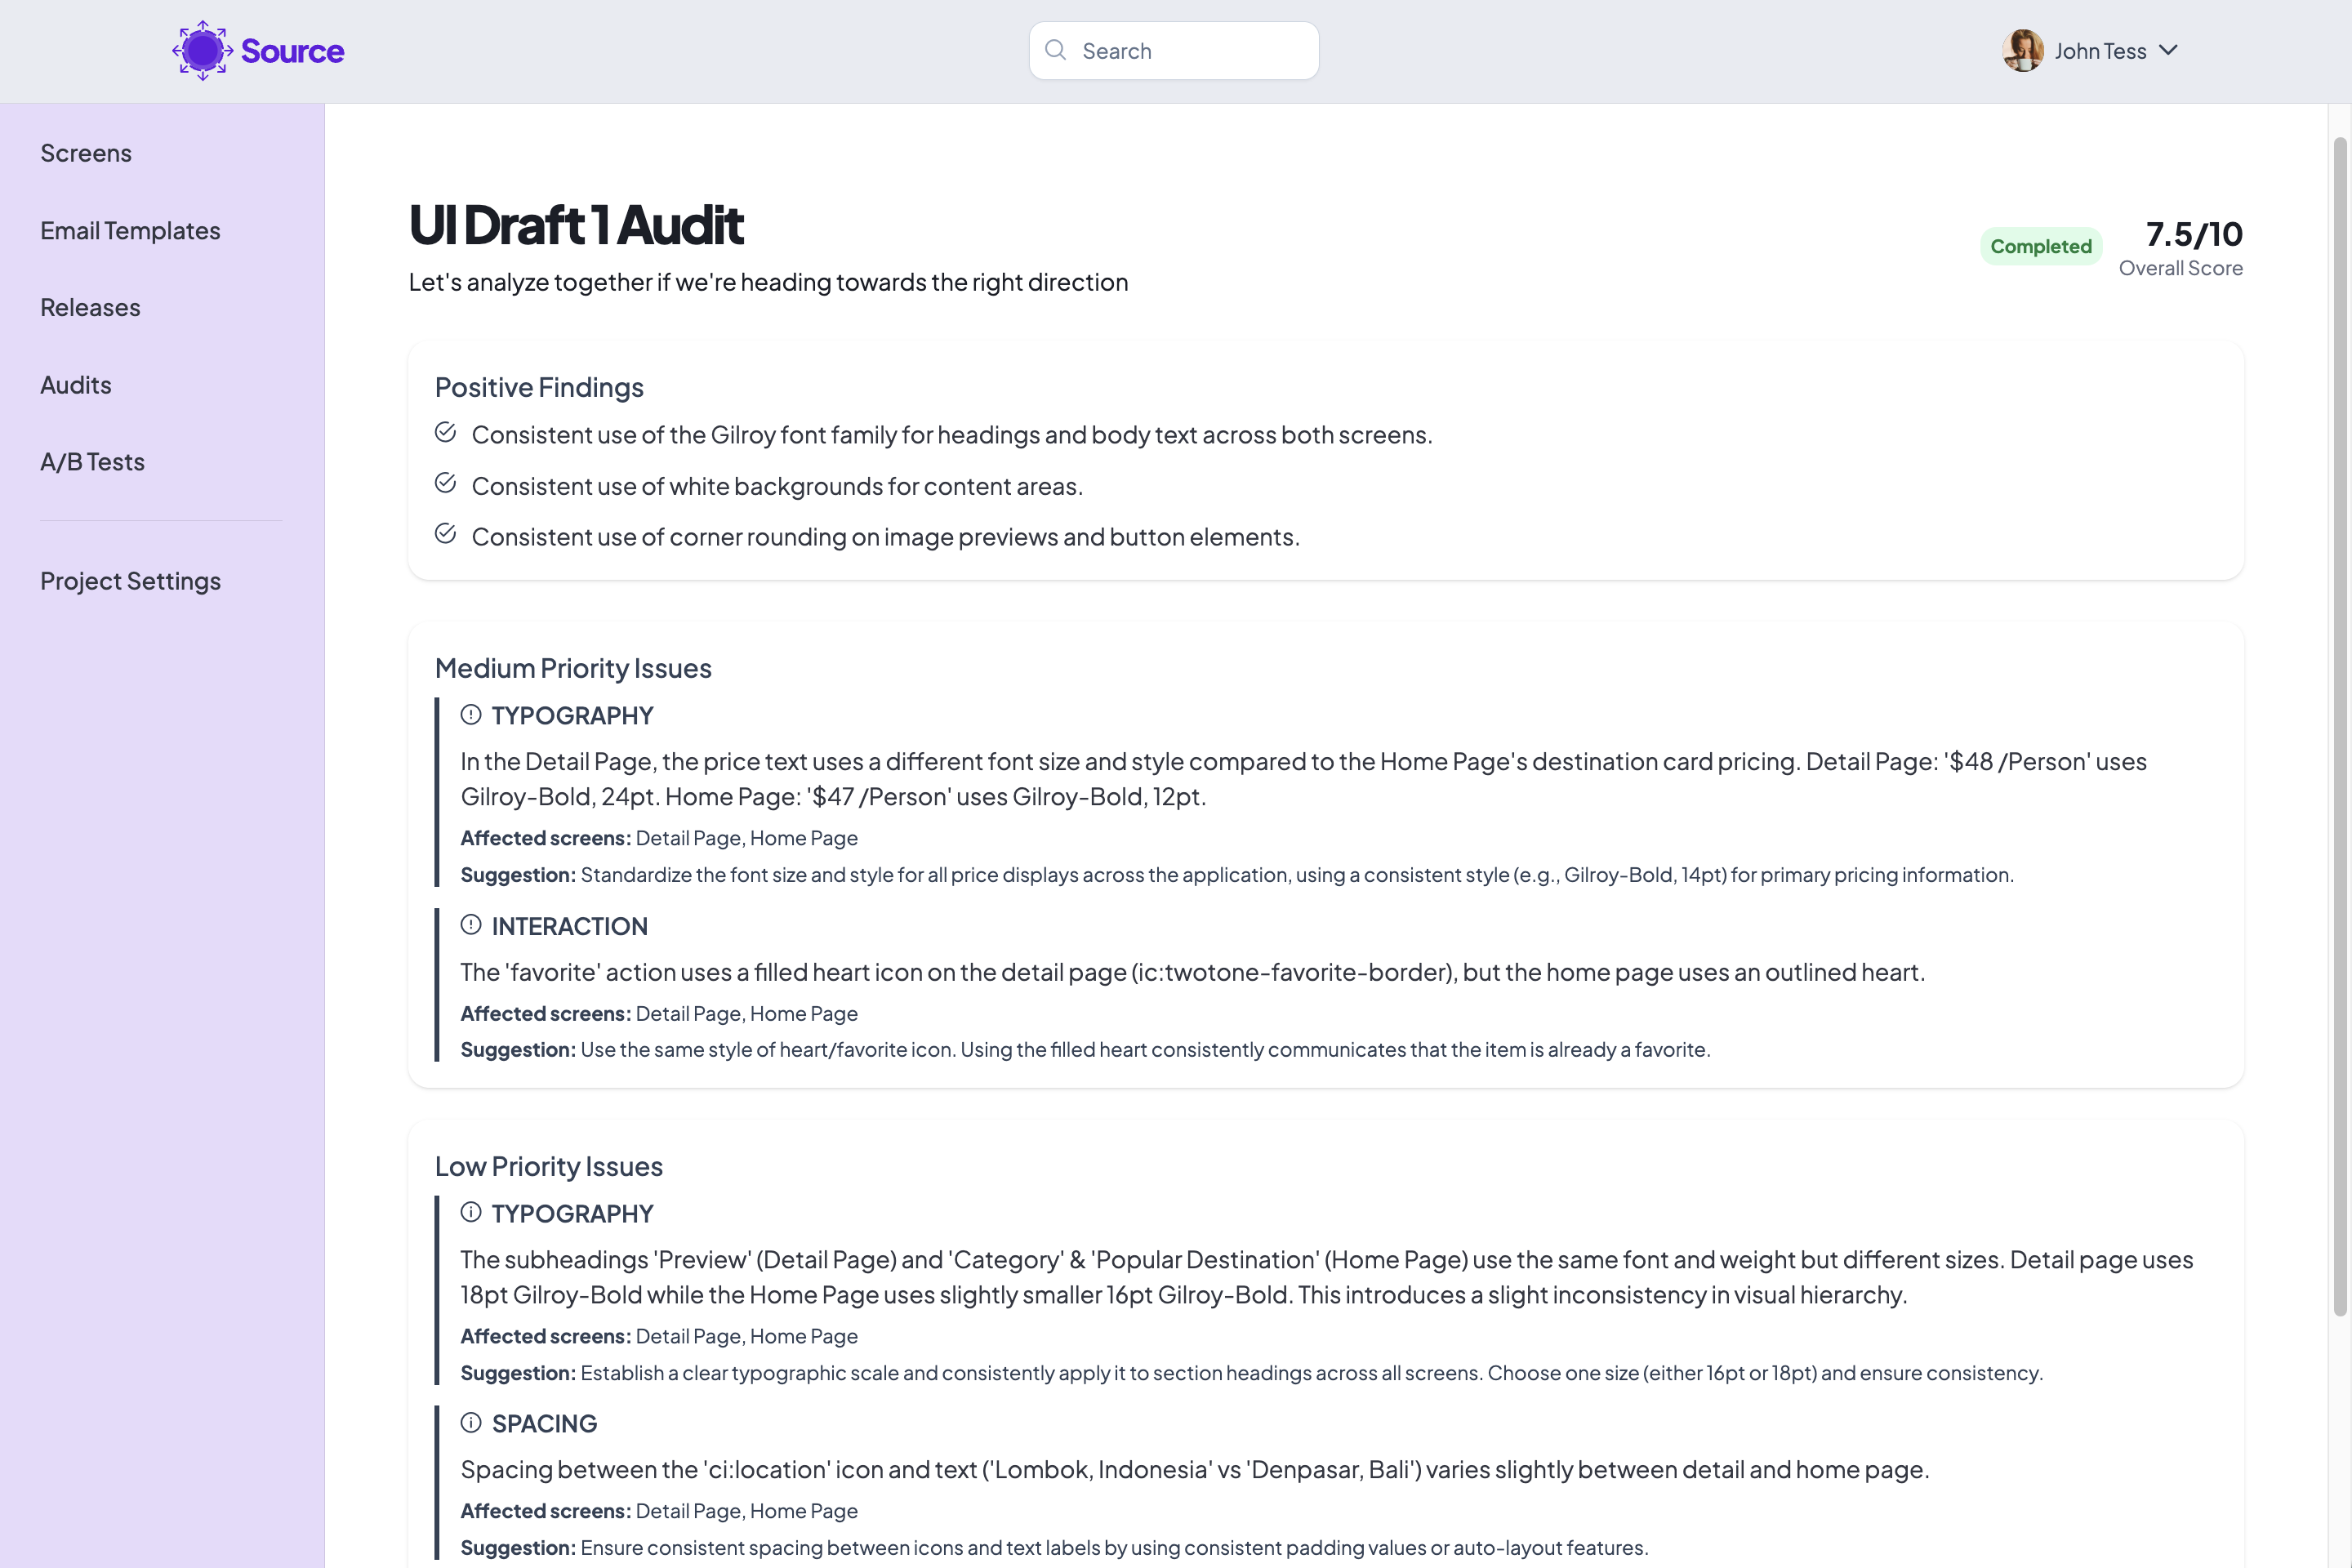 Source
Search
John Tess
Screens
Email Templates
Releases
Audits
A/B Tests
Project Settings
UI Draft 1 Audit
Let's analyze together if we're heading towards the right direction
Completed
7.5/10
Overall Score
Positive Findings
Consistent use of the Gilroy font family for headings and body text across both screens.
Consistent use of white backgrounds for content areas.
Consistent use of corner rounding on image previews and button elements.
Medium Priority Issues
TYPOGRAPHY
In the Detail Page, the price text uses a different font size and style compared to the Home Page's destination card pricing. Detail Page: '$48 /Person' uses
Gilroy-Bold, 24pt. Home Page: '$47 /Person' uses Gilroy-Bold, 12pt.
Affected screens: Detail Page, Home Page
Suggestion: Standardize the font size and style for all price displays across the application, using a consistent style (e.g., Gilroy-Bold, 14pt) for primary pricing information.
INTERACTION
The 'favorite' action uses a filled heart icon on the detail page (ic:twotone-favorite-border), but the home page uses an outlined heart.
Affected screens: Detail Page, Home Page
Suggestion: Use the same style of heart/favorite icon. Using the filled heart consistently communicates that the item is already a favorite.
Low Priority Issues
TYPOGRAPHY
The subheadings 'Preview' (Detail Page) and 'Category' & 'Popular Destination' (Home Page) use the same font and weight but different sizes. Detail page uses
18pt Gilroy-Bold while the Home Page uses slightly smaller 16pt Gilroy-Bold. This introduces a slight inconsistency in visual hierarchy.
Affected screens: Detail Page, Home Page
Suggestion: Establish a clear typographic scale and consistently apply it to section headings across all screens. Choose one size (either 16pt or 18pt) and ensure consistency.
SPACING
Spacing between the 'ci:location' icon and text ('Lombok, Indonesia' vs 'Denpasar, Bali') varies slightly between detail and home page.
Affected screens: Detail Page, Home Page
Suggestion: Ensure consistent spacing between icons and text labels by using consistent padding values or auto-layout features.